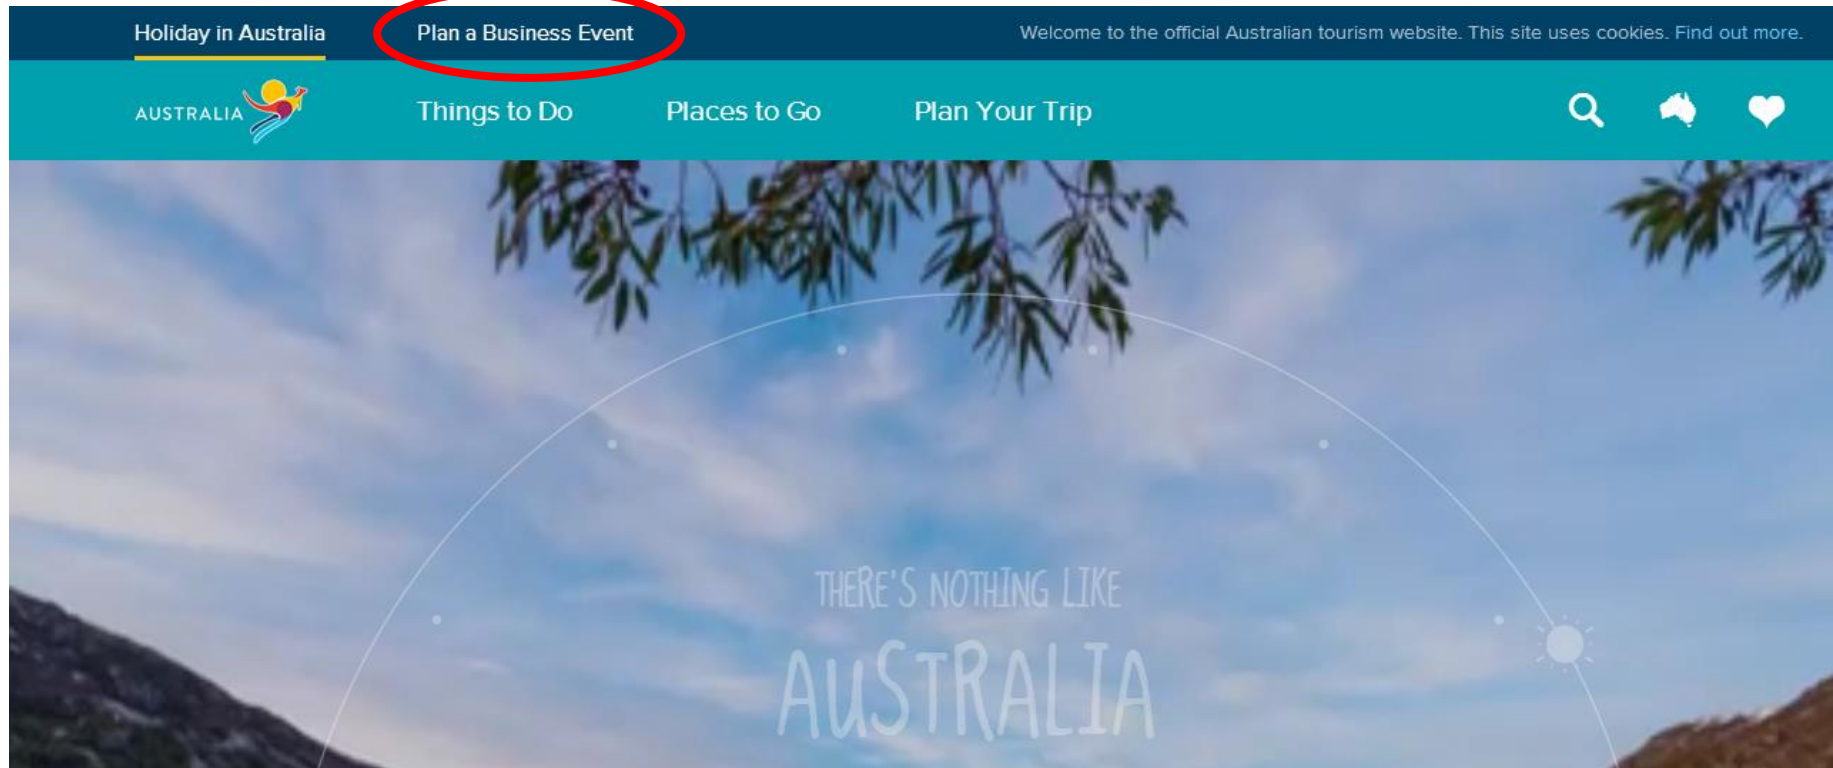 Holiday in Australia
Plan a Business Event
Welcome to the official Australian tourism website. This site uses cookies. Find out more.
AUSTRALIA
Things to Do
Places to Go
Plan Your Trip
THERE'S NOTHING LIKE
AuSTRALIA